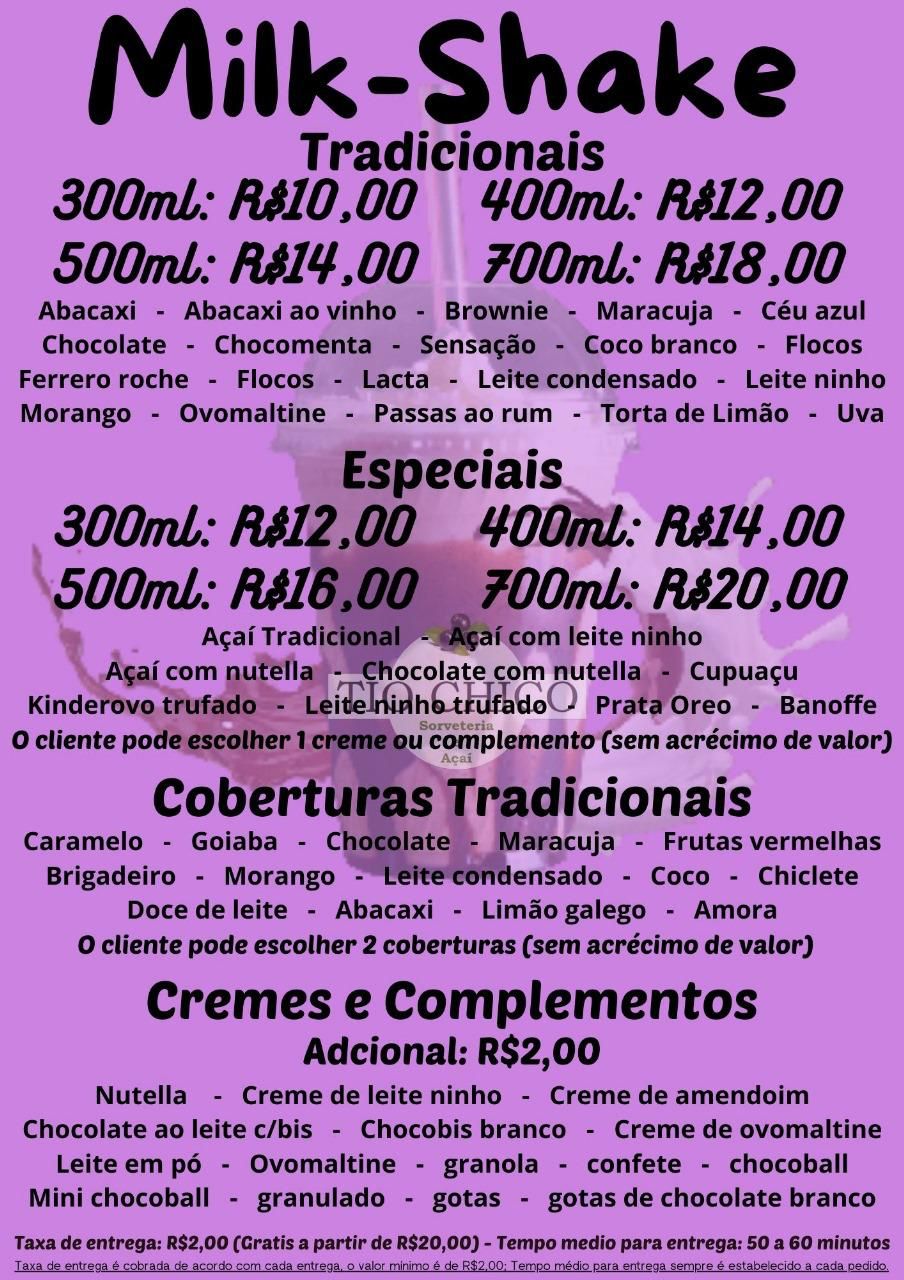 Milk-Shake
Tradicionais
300ml: R$10,00 400ml: R$12,00
500ml: R$14,00 700ml: R$18,00
Abacaxi - Abacaxi ao vinho - Brownie - Maracuja - Céu azul
Chocolate - Chocomenta - Sensação - Coco branco - Flocos
Ferrero roche - Flocos - Lacta - Leite condensado - Leite ninho
Morango - Ovomaltine - Passas ao rum - Torta de Limão - Uva
Especiais
300ml: R$12,00 400ml: R$14,00
500ml: R$16,00 700ml: R$20,00
Açaí Tradicional - Açaí com leite ninho
Açaí com nutella - Chocolate com nutella - Cupuaçu
TIO CHICO
Kinderovo trufado - Leite ninho trufado - Prata Oreo - Banoffe
Sorveteria
O cliente pode escolher 1 creme ou complemento (sem acrécimo de valor)
Açaí
Coberturas Tradicionais
Caramelo - Goiaba - Chocolate - Maracuja - Frutas vermelhas
Brigadeiro - Morango - Leite condensado - Coco - Chiclete
Doce de leite - Abacaxi - Limão galego - Amora
O cliente pode escolher 2 coberturas (sem acrécimo de valor)
Cremes e Complementos
Adcional: R$2,00
Nutella - Creme de leite ninho - Creme de amendoim
Chocolate ao leite c/bis - Chocobis branco - Creme de ovomaltine
Leite em pó - Ovomaltine - granola - confete - chocoball
Mini chocoball - granulado - gotas - gotas de chocolate branco
Taxa de entrega: R$2,00 (Gratis a partir de R$20,00) - Tempo medio para entrega: 50 a 60 minutos
Taxa de entrega é cobrada de acordo com cada entrega, o valor mínimo é de R$2,00; Tempo médio para entrega sempre é estabelecido a cada pedido.